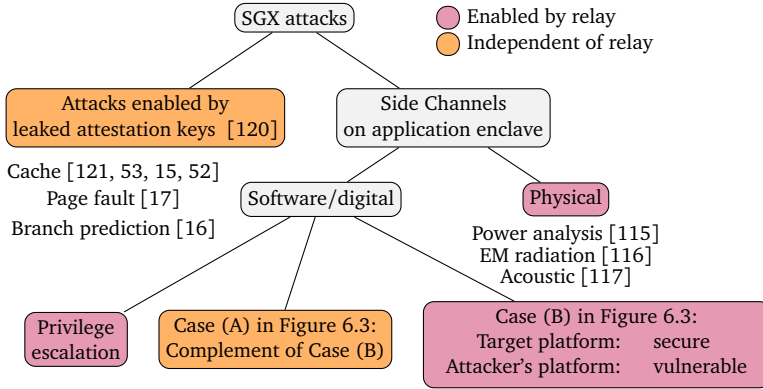 SGX attacks
Enabled by relay
Independent of relay
Attacks enabled by
leaked attestation keys [120]
Side Channels
on application enclave
Cache [121, 53, 15, 52]
Page fault [17]
Branch prediction [16]
Software/digital
Physical
Power analysis [115]
EM radiation [116]
Acoustic [117]
Privilege
escalation
Case (A) in Figure 6.3:
Complement of Case (B)
Case (B) in Figure 6.3:
Target platform: secure
Attacker's platform: vulnerable